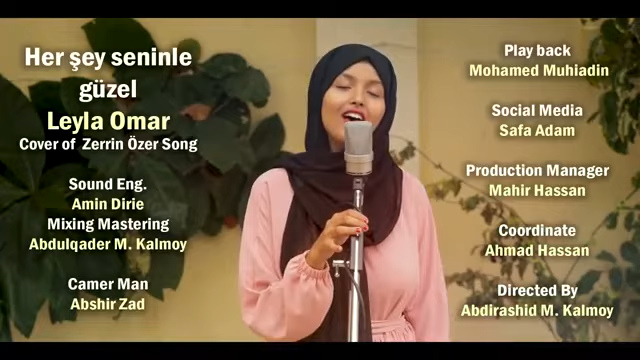 Her şey seninle
güzel
Leyla Omar
Cover of Zerrin Özer Song
Sound Eng.
Amin Dirie
Mixing Mastering
Abdulqader M. Kalmoy
Camer Man
Abshir Zad
Play back
Mohamed Muhiadin
Social Media
Safa Adam
Production Manager
Mahir Hassan
Coordinate
Ahmad Hassan
Directed By
Abdirashid M. Kalmoy